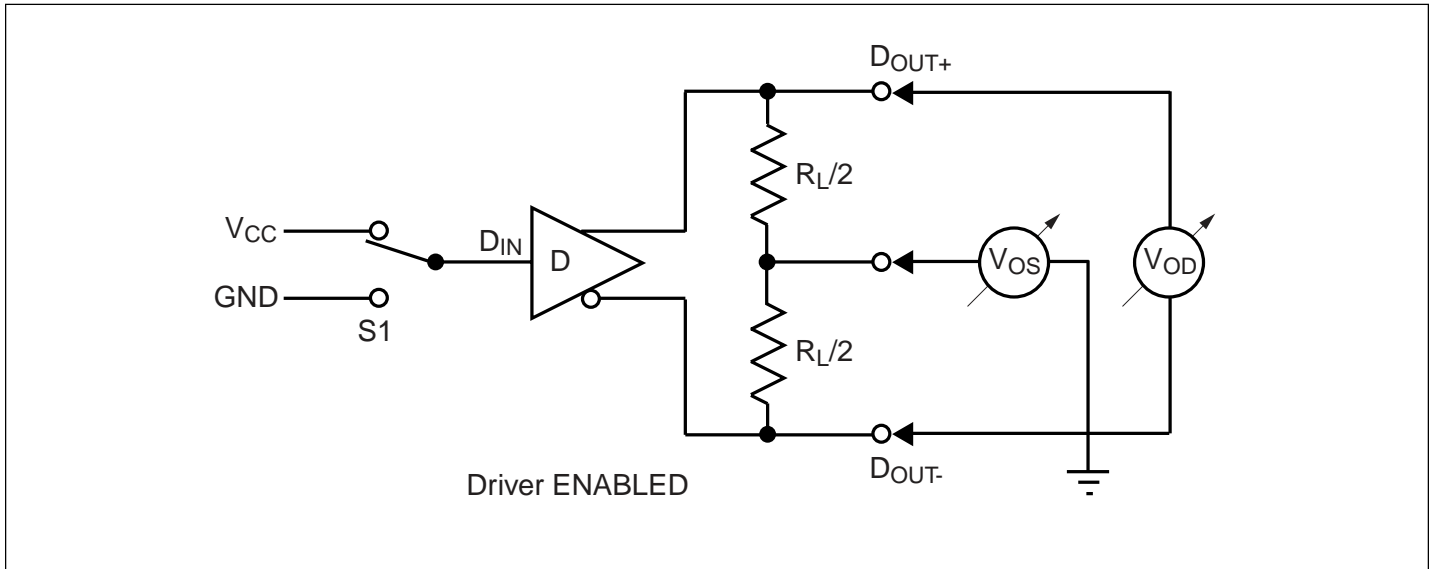 DOUT+
RL/2
VCC
DIN
D
VOS
VOD
GND
S1
RL/2
DOUT-
Driver ENABLED